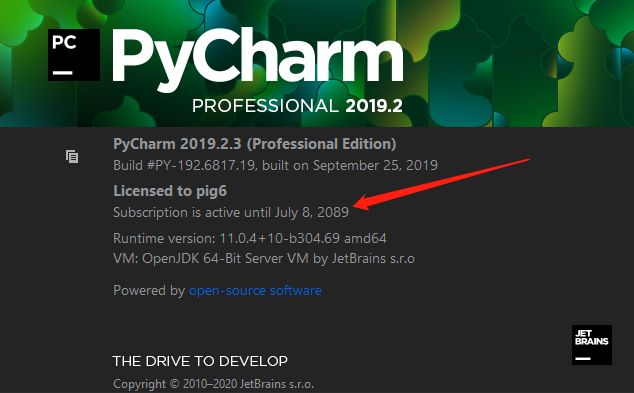 PC
PyCharm
PROFESSIONAL 2019.2
PyCharm 2019.2.3 (Professional Edition)
Build #PY-192.6817.19, built on September 25, 2019
Licensed to pig6
Subscription is active until July 8, 2089
Runtime version: 11.0.4+10-b304.69 amd64
VM: OpenJDK 64-Bit Server VM by JetBrains s.r.o
Powered by open-source software
JET
BRAINS
THE DRIVE TO DEVELOP
Copyright © 2010–2020 JetBrains s.r.o.